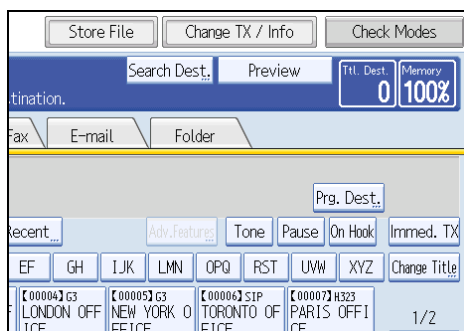 Store File Change TX / Info Check Modes
Search Dest. Preview Ttl. Dest. Memory
tination. 0 100%
Fax E-mail Folder
Prg. Dest.
Recent Adv.Features Tone Pause On Hook Immed. TX
EF GH IJK LMN OPQ RST UVW XYZ Change Title
【00004】G3 【00005】G3 【00006】SIP 【00007】H323
LONDON OFF NEW YORK O TORONTO OF PARIS OFFI 1/2
ICE FFICE FICE CE